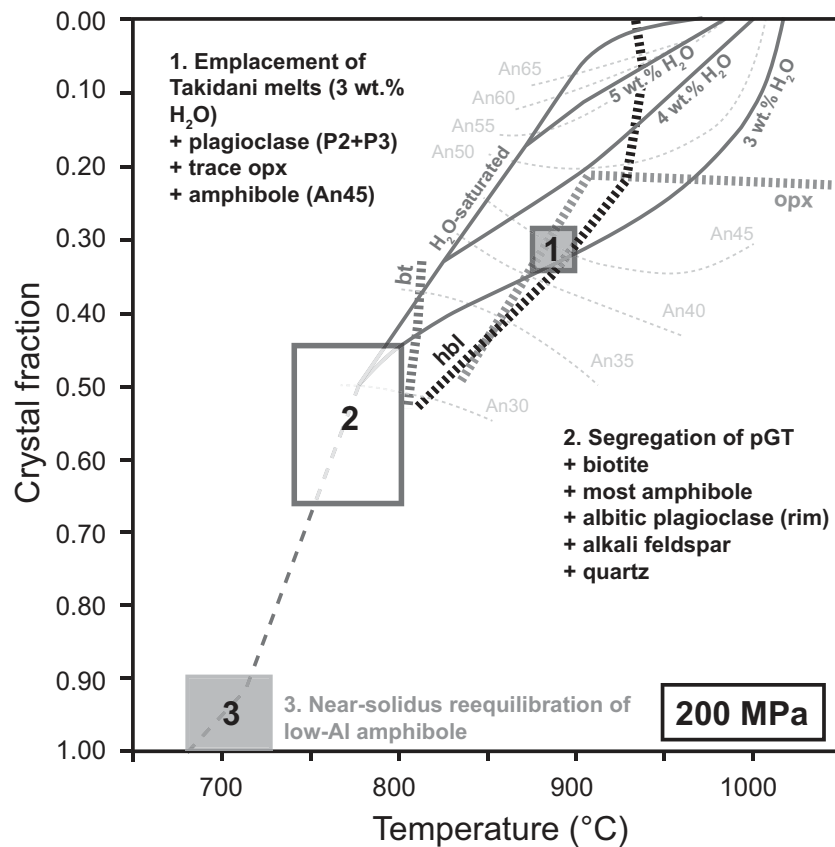 0.00
0.10
0.20
0.30
0.40
0.50
0.60
0.70
0.80
0.90
1.00
Crystal fraction
1. Emplacement of
Takidani melts (3 wt.%
H₂O)
+ plagioclase (P2+P3)
+ trace opx
+ amphibole (An45)
An65
An60
An55
An50
5 wt.% H₂O
4 wt.% H₂O
3 wt.% H₂O
H₂O-saturated
opx
1
An45
bt
An40
hbl
An35
An30
2
2. Segregation of pGT
+ biotite
+ most amphibole
+ albitic plagioclase (rim)
+ alkali feldspar
+ quartz
3
3. Near-solidus reequilibration of
low-Al amphibole
200 MPa
700
800
900
1000
Temperature (°C)